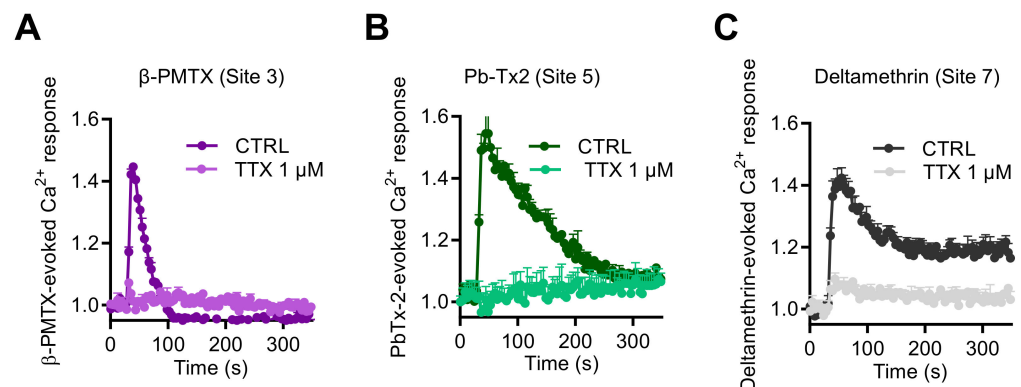 A
β-PMTX (Site 3)
β-PMTX-evoked Ca2+ response
1.6
1.4
1.2
1.0
CTRL
TTX 1 μM
0 100 200 300
Time (s)
B
Pb-Tx2 (Site 5)
PbTx-2-evoked Ca2+ response
1.6
1.4
1.2
1.0
CTRL
TTX 1 μM
0 100 200 300
Time (s)
C
Deltamethrin (Site 7)
Deltamethrin-evoked Ca2+ response
1.6
1.4
1.2
1.0
CTRL
TTX 1 μM
0 100 200 300
Time (s)